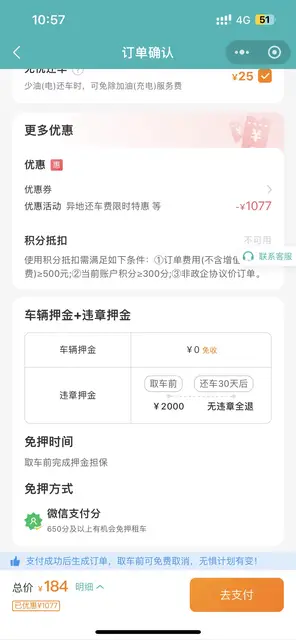 10:57
4G 51
订单确认
无忧还车
少油(电)还车时，可免除加油(充电)服务费
¥25
更多优惠
优惠 惠
优惠券
优惠活动 异地还车费限时特惠 等 -¥1077
积分抵扣 不可用
使用积分抵扣需满足如下条件：①订单费用(不含增值
费)≥500元;②当前账户积分≥300分;③非政企协议价订单。
联系客服
车辆押金+违章押金
车辆押金 ¥0 免收
违章押金
取车前 还车30天后
¥2000 无违章全退
免押时间
取车前完成押金担保
免押方式
微信支付分
650分及以上有机会免押租车
支付成功后生成订单，取车前可免费取消，无惧计划有变！
总价 ¥184 明细
已优惠¥1077
去支付